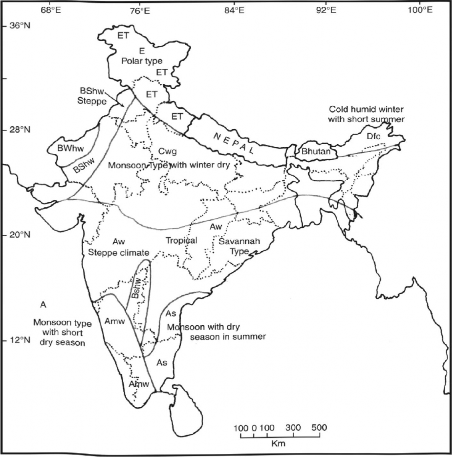 66°E 76°E 84°E 92°E 100°E
36°N
ET
ET
E
Polar type
BShw
Steppe
ET
ET
Cold humid winter
with short summer
28°N
Dfc
NEPAL
Bhutan
BWhw
BShw
Cwg
Monsoon Type with winter dry
20°N
Aw
Aw
Steppe climate
Tropical
Savannah
Type
Bshw
A
Monsoon type
with short
dry season
Amw
As
Monsoon with dry
season in summer
12°N
As
Amw
100 0 100 300 500
Km